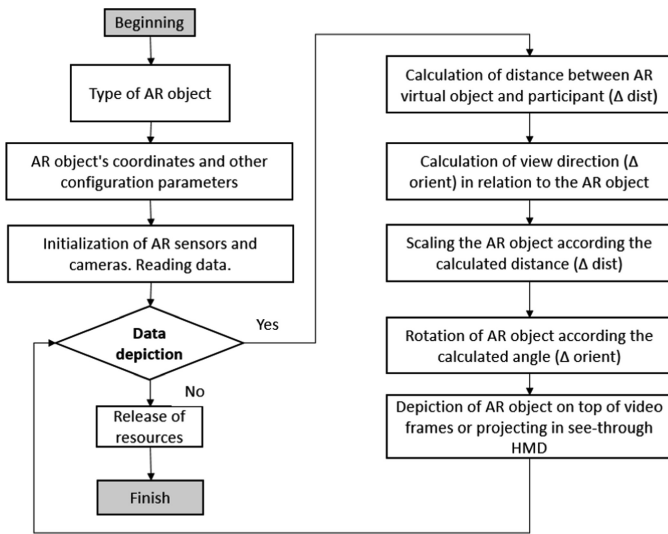 Beginning
Type of AR object
AR object's coordinates and other
configuration parameters
Initialization of AR sensors and
cameras. Reading data.
Data
depiction
Yes
No
Release of
resources
Finish
Calculation of distance between AR
virtual object and participant (Δ dist)
Calculation of view direction (Δ
orient) in relation to the AR object
Scaling the AR object according the
calculated distance (Δ dist)
Rotation of AR object according the
calculated angle (Δ orient)
Depiction of AR object on top of video
frames or projecting in see-through
HMD